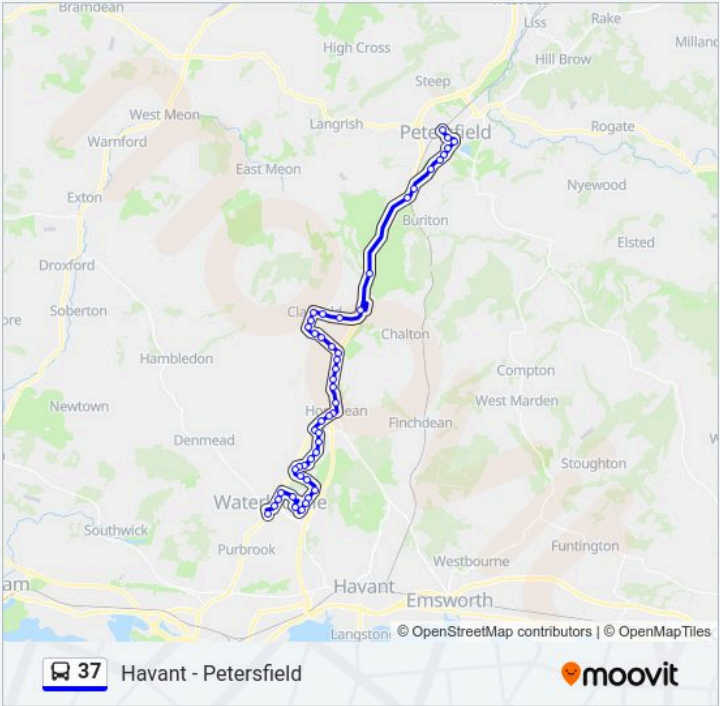 Bramdean
Liss
Rake
High Cross
Milland
Hill Brow
Steep
West Meon
Langrish
Petersfield
Rogate
Warnford
East Meon
Nyewood
Exton
Buriton
Elsted
Droxford
Soberton
Chalton
Hambledon
Compton
West Marden
Newtown
Finchdean
Denmead
Stoughton
Southwick
Purbrook
Funtington
Westbourne
Havant
Emsworth
Langston
© OpenStreetMap contributors | © OpenMapTiles
37 Havant - Petersfield
moovit